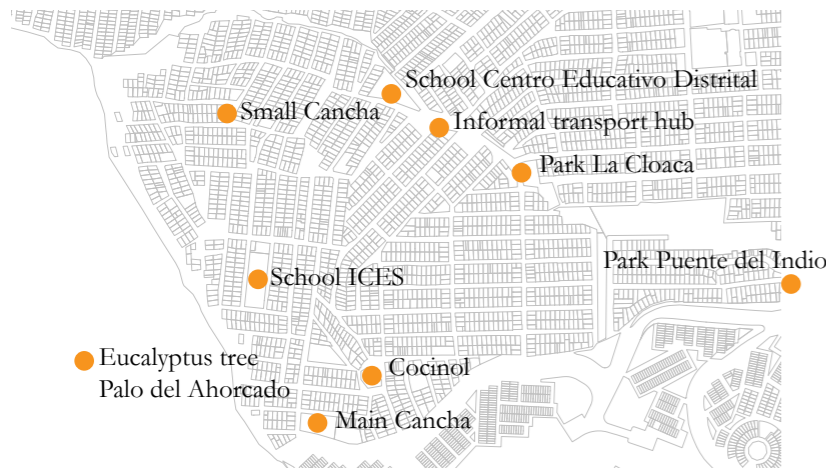 School Centro Educativo Distrital
Small Cancha
Informal transport hub
Park La Cloaca
Park Puente del Indio
School ICES
Eucalyptus tree
Palo del Ahorcado
Cocinol
Main Cancha